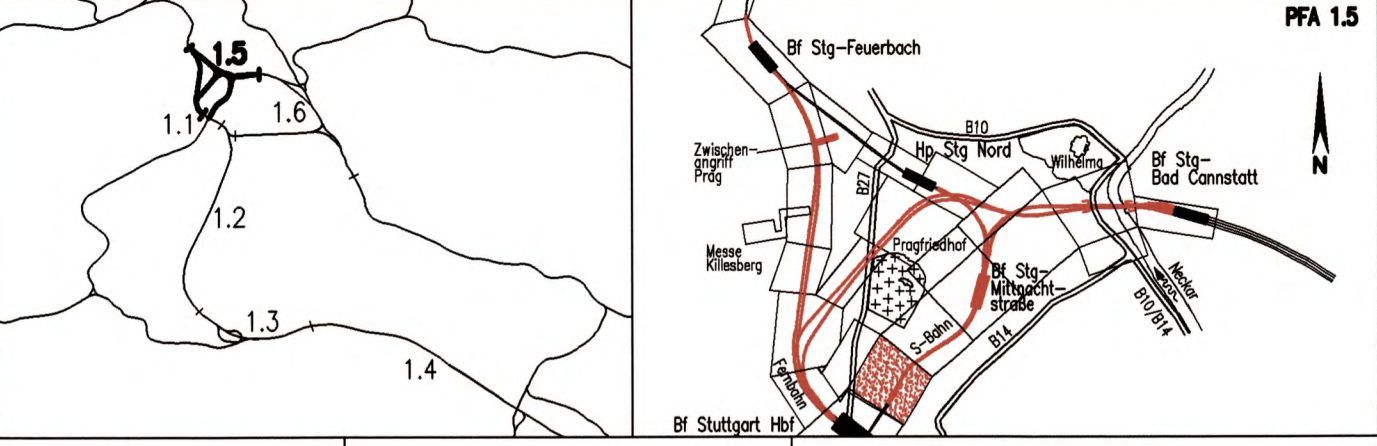 1.5
1.1
1.6
1.2
1.3
1.4
PFA 1.5
Bf Stg-Feuerbach
N
B10
Hp Stg Nord
Wilhelma
Bf Stg-
Bad Cannstatt
Zwischen-
angriff
Prag
B27
Messe
Killesberg
Pragfriedhof
Bf Stg-
Mittnacht-
straße
Neckar
B10/B14
S-Bahn
B14
Fernbahn
Bf Stuttgart Hbf